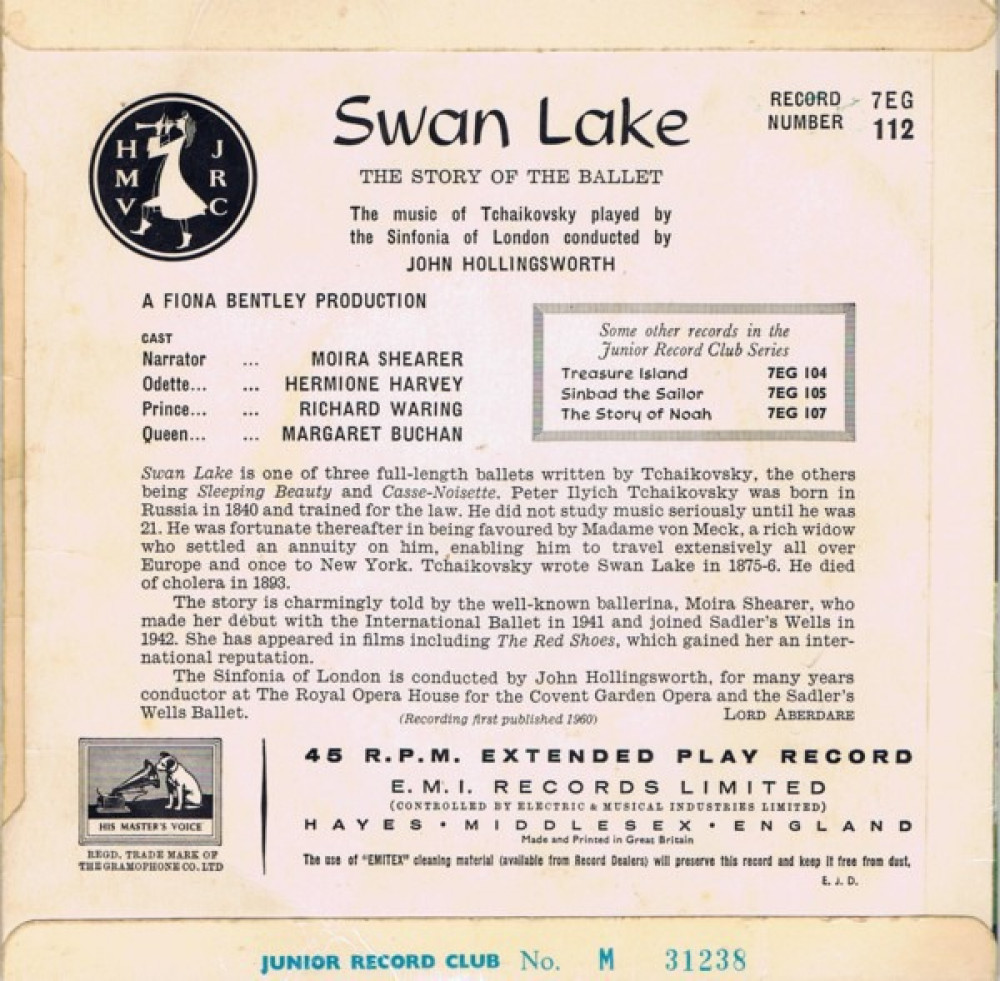 HMV JRC
Swan Lake
RECORD NUMBER 7EG 112
THE STORY OF THE BALLET
The music of Tchaikovsky played by
the Sinfonia of London conducted by
JOHN HOLLINGSWORTH
A FIONA BENTLEY PRODUCTION
CAST
Narrator ... MOIRA SHEARER
Odette... ... HERMIONE HARVEY
Prince... ... RICHARD WARING
Queen... ... MARGARET BUCHAN
Some other records in the
Junior Record Club Series
Treasure Island 7EG 104
Sinbad the Sailor 7EG 105
The Story of Noah 7EG 107
Swan Lake is one of three full-length ballets written by Tchaikovsky, the others
being Sleeping Beauty and Casse-Noisette. Peter Ilyich Tchaikovsky was born in
Russia in 1840 and trained for the law. He did not study music seriously until he was
21. He was fortunate thereafter in being favoured by Madame von Meck, a rich widow
who settled an annuity on him, enabling him to travel extensively all over
Europe and once to New York. Tchaikovsky wrote Swan Lake in 1875-6. He died
of cholera in 1893.
The story is charmingly told by the well-known ballerina, Moira Shearer, who
made her début with the International Ballet in 1941 and joined Sadler's Wells in
1942. She has appeared in films including The Red Shoes, which gained her an inter-
national reputation.
The Sinfonia of London is conducted by John Hollingsworth, for many years
conductor at The Royal Opera House for the Covent Garden Opera and the Sadler's
Wells Ballet.
(Recording first published 1960)
LORD ABERDARE
HIS MASTER'S VOICE
REGD. TRADE MARK OF
THE GRAMOPHONE CO. LTD
45 R.P.M. EXTENDED PLAY RECORD
E.M.I. RECORDS LIMITED
(CONTROLLED BY ELECTRIC & MUSICAL INDUSTRIES LIMITED)
HAYES • MIDDLESEX • ENGLAND
Made and Printed in Great Britain
The use of "EMITEX" cleaning material (available from Record Dealers) will preserve this record and keep it free from dust.
E. J. D.
JUNIOR RECORD CLUB No. M 31238